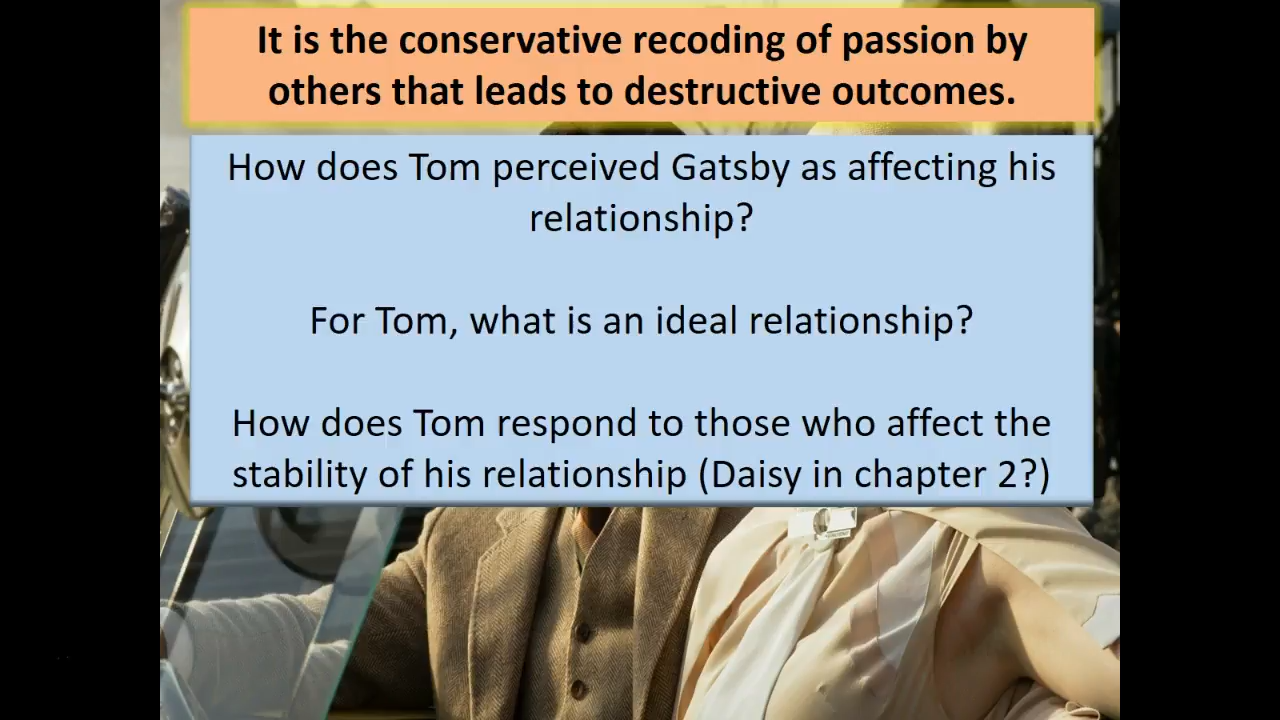 It is the conservative recoding of passion by
others that leads to destructive outcomes.
How does Tom perceived Gatsby as affecting his
relationship?
For Tom, what is an ideal relationship?
How does Tom respond to those who affect the
stability of his relationship (Daisy in chapter 2?)